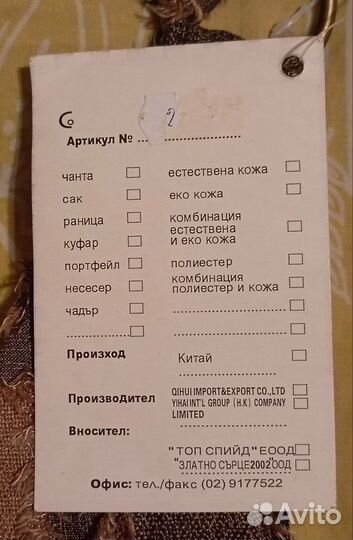 Co
Артикул № ....................
чанта
естествена кожа
сак
еко кожа
раница
комбинация
естествена
и еко кожа
куфар
портфейл
полиестер
несесер
комбинация
полиестер и кожа
чадър
Произход
Китай
Производител
QIHUI IMPORT&EXPORT CO.,LTD
YIHAI INT'L GROUP (H.K) COMPANY
LIMITED
Вносител:
"ТОП СПИЙД" ЕООД
"ЗЛАТНО СЪРЦЕ2002"ООД
Офис: тел./факс (02) 9177522
Avito